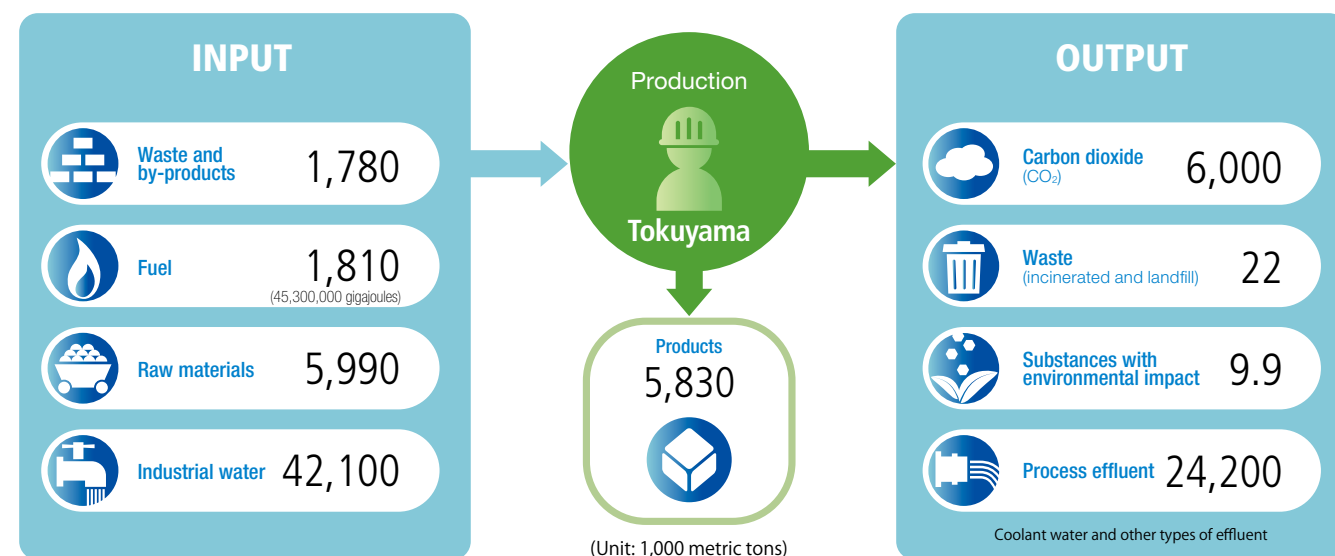 INPUT
Waste and
by-products
1,780
Fuel
1,810
(45,300,000 gigajoules)
Raw materials
5,990
Industrial water
42,100
Production
Tokuyama
Products
5,830
(Unit: 1,000 metric tons)
OUTPUT
Carbon dioxide
(CO₂)
6,000
Waste
(incinerated and landfill)
22
Substances with
environmental impact
9.9
Process effluent
24,200
Coolant water and other types of effluent